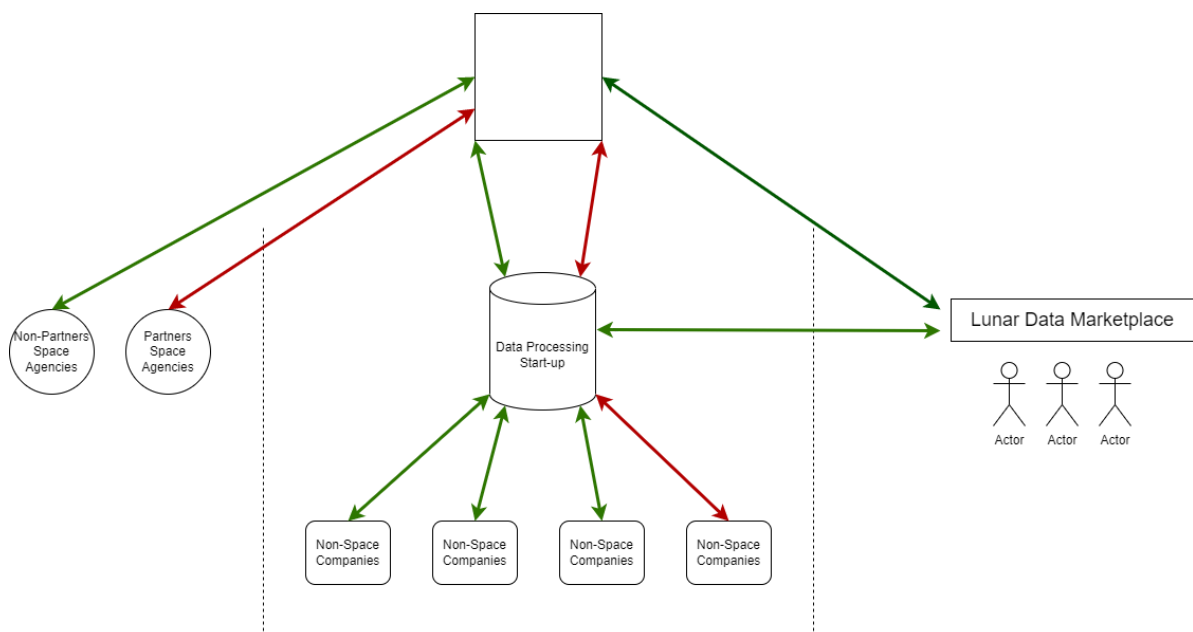 Non-Partners
Space
Agencies
Partners
Space
Agencies
Data Processing
Start-up
Lunar Data Marketplace
Actor
Actor
Actor
Non-Space
Companies
Non-Space
Companies
Non-Space
Companies
Non-Space
Companies